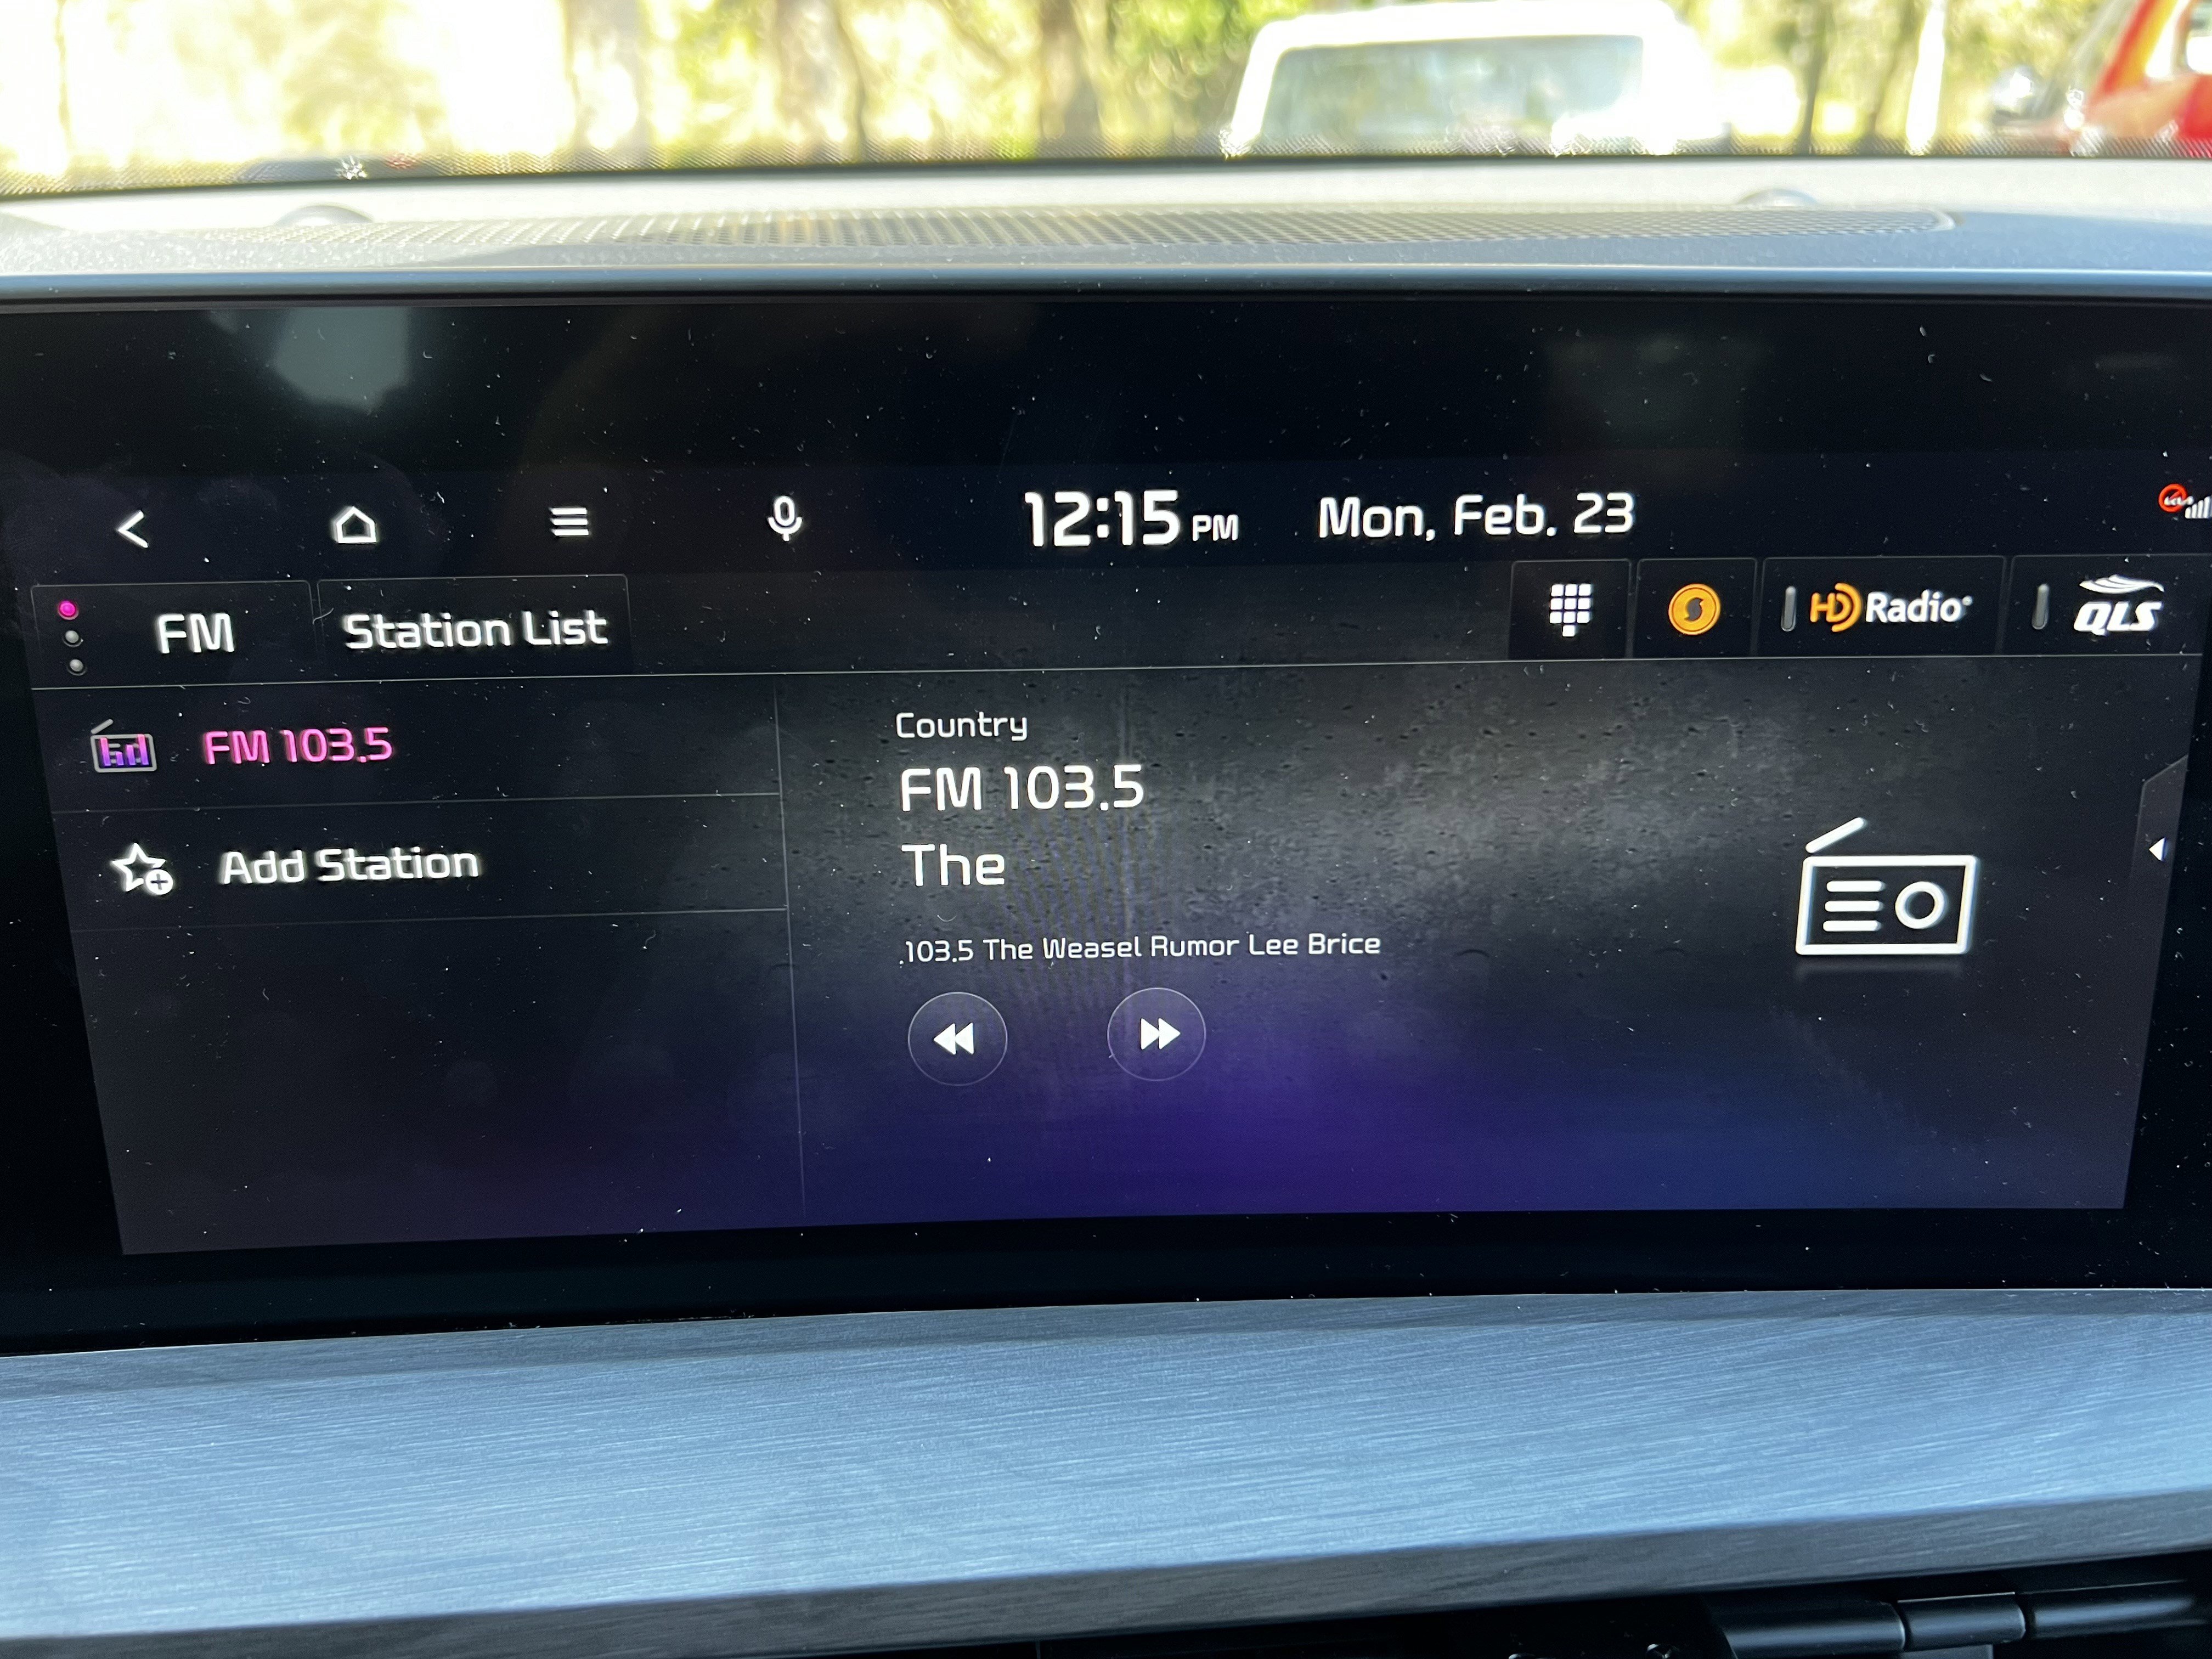 12:15 PM
Mon, Feb. 23
FM
Station List
HD Radio
QLS
FM 103.5
Add Station
Country
FM 103.5
The
103.5 The Weasel Rumor Lee Brice